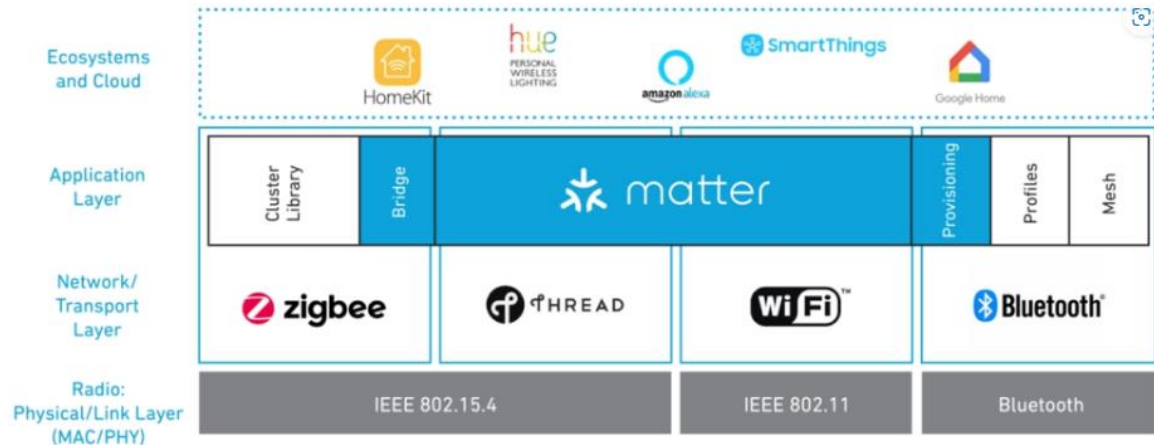 Ecosystems
and Cloud
HomeKit
hue
PERSONAL
WIRELESS
LIGHTING
amazon alexa
SmartThings
Google Home
Application
Layer
Cluster
Library
Bridge
matter
Provisioning
Profiles
Mesh
Network/
Transport
Layer
zigbee
THREAD
WiFi™
Bluetooth®
Radio:
Physical/Link Layer
(MAC/PHY)
IEEE 802.15.4
IEEE 802.11
Bluetooth